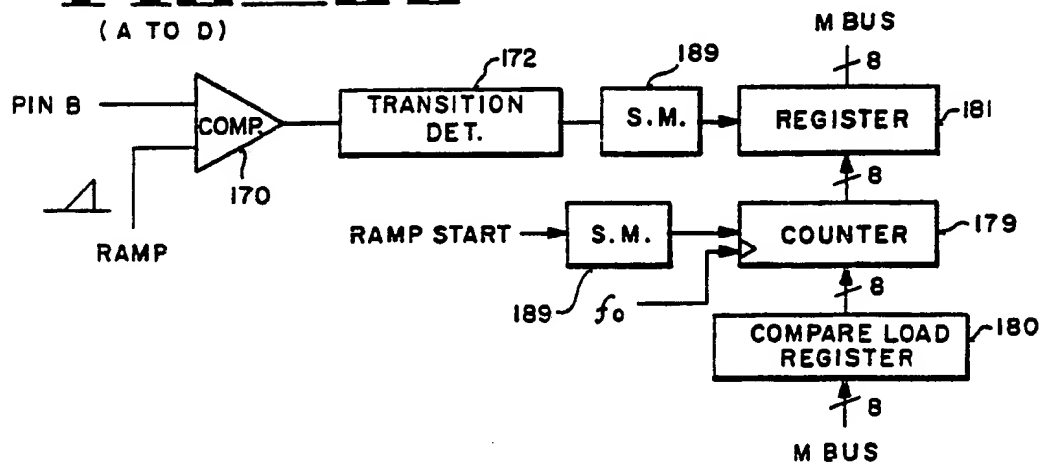 (A TO D)
M BUS
8
172
189
PIN B
COMP.
TRANSITION
DET.
S.M.
REGISTER
181
170
8
RAMP
RAMP START
S.M.
COUNTER
179
189
fo
8
COMPARE LOAD
REGISTER
180
8
M BUS